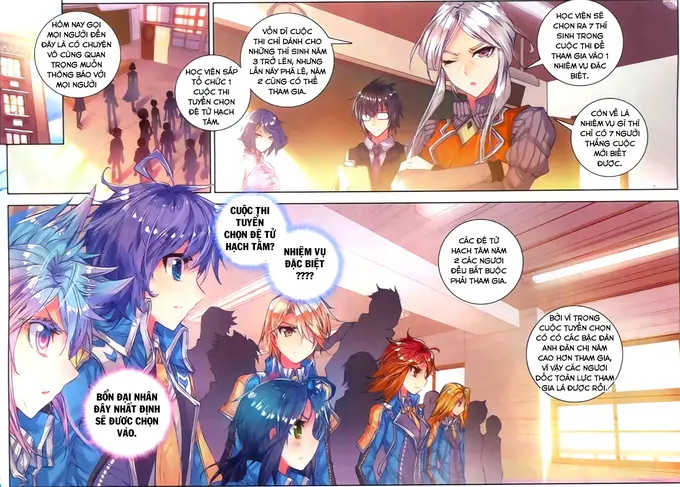 HÔM NAY GỌI
MỌI NGƯỜI ĐẾN
ĐÂY LÀ CÓ CHUYỆN
VÔ CÙNG QUAN
TRỌNG MUỐN
THÔNG BÁO VỚI
MỌI NGƯỜI
HỌC VIỆN SẮP
TỔ CHỨC 1
CUỘC THI
TUYỂN CHỌN
ĐỆ TỬ HẠCH
TÂM.
VỐN DĨ CUỘC
THI CHỈ DÀNH CHO
NHỮNG THÍ SINH NĂM
3 TRỞ LÊN, NHƯNG
LẦN NÀY PHÁ LỆ, NĂM
2 CŨNG CÓ THỂ
THAM GIA.
HỌC VIỆN SẼ
CHỌN RA 7 THÍ
SINH TRONG
CUỘC THI ĐỂ
THAM GIA VÀO 1
NHIỆM VỤ ĐẶC
BIỆT.
CÒN VỀ LÀ
NHIỆM VỤ GÌ THÌ
CHỈ CÓ 7 NGƯỜI
THẮNG CUỘC
MỚI BIẾT
ĐƯỢC.
CUỘC THI
TUYỂN
CHỌN ĐỆ TỬ
HẠCH TÂM?
NHIỆM VỤ
ĐẶC BIỆT
????
BỔN ĐẠI NHÂN
ĐÂY NHẤT ĐỊNH
SẼ ĐƯỢC CHỌN
VÀO.
CÁC ĐỆ TỬ
HẠCH TÂM NĂM
2 CÁC NGƯƠI
ĐỀU BẮT BUỘC
PHẢI THAM GIA.
BỞI VÌ TRONG
CUỘC TUYỂN CHỌN
CÓ CÓ CÁC BẬC ĐÀN
ANH ĐÀN CHỊ NĂM
CAO HƠN THAM GIA,
VÌ VẬY CÁC NGƯƠI
DỐC TOÀN LỰC THAM
GIA LÀ ĐƯỢC RỒI.